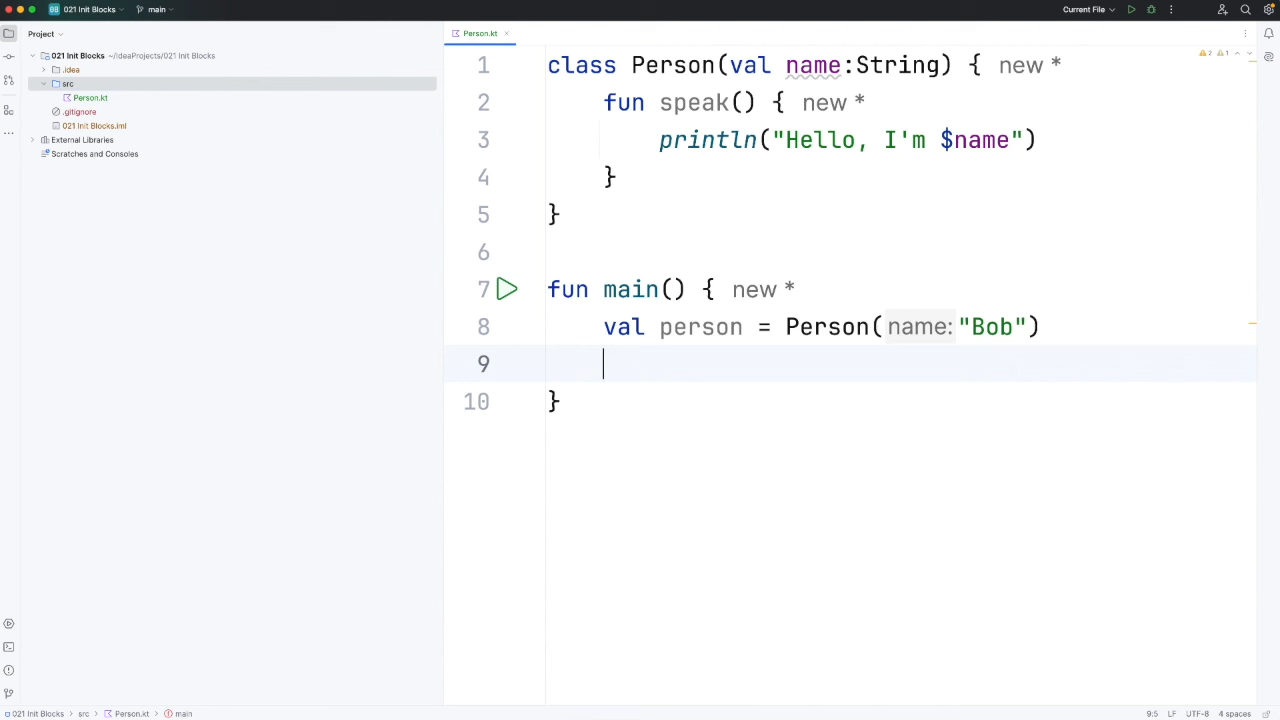 BB 021 Init Blocks main Current File
Project
Person.kt
021 Init Blocks ~/IdeaProjects/021 Init Blocks
.idea
src
Person.kt
.gitignore
021 Init Blocks.iml
External Libraries
Scratches and Consoles
2 1
1 class Person(val name:String) { new *
2 fun speak() { new *
3 println("Hello, I'm $name")
4 }
5 }
6
7 fun main() { new *
8 val person = Person(name:"Bob")
9
10 }
021 Init Blocks > src > Person.kt > main 9:5 LF UTF-8 4 spaces